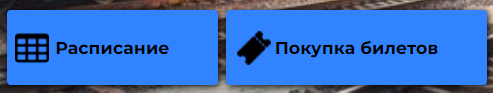 Расписание
Покупка билетов